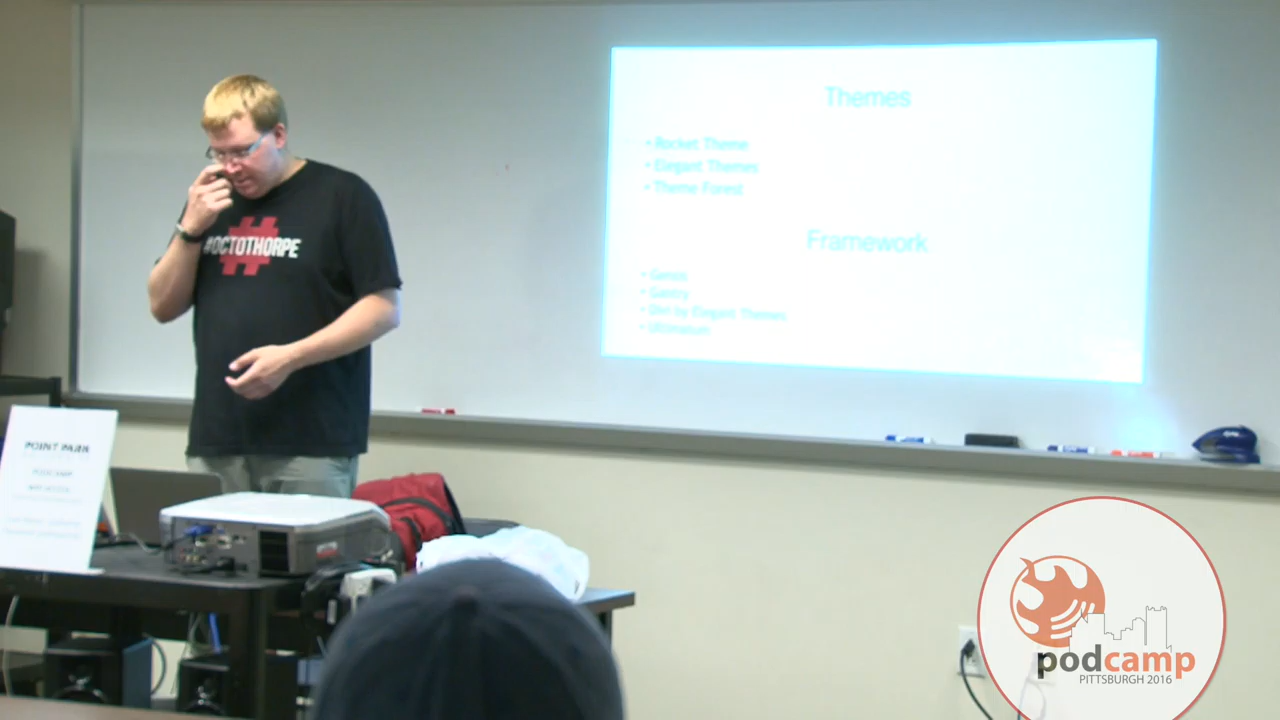 Themes
• Rocket Theme
• Elegant Themes
• Theme Forest
Framework
• Genesis
• Gantry
• Divi by Elegant Themes
• Ultimatum
#OCTOTHORPE
POINT PARK
podcamp
PITTSBURGH 2016